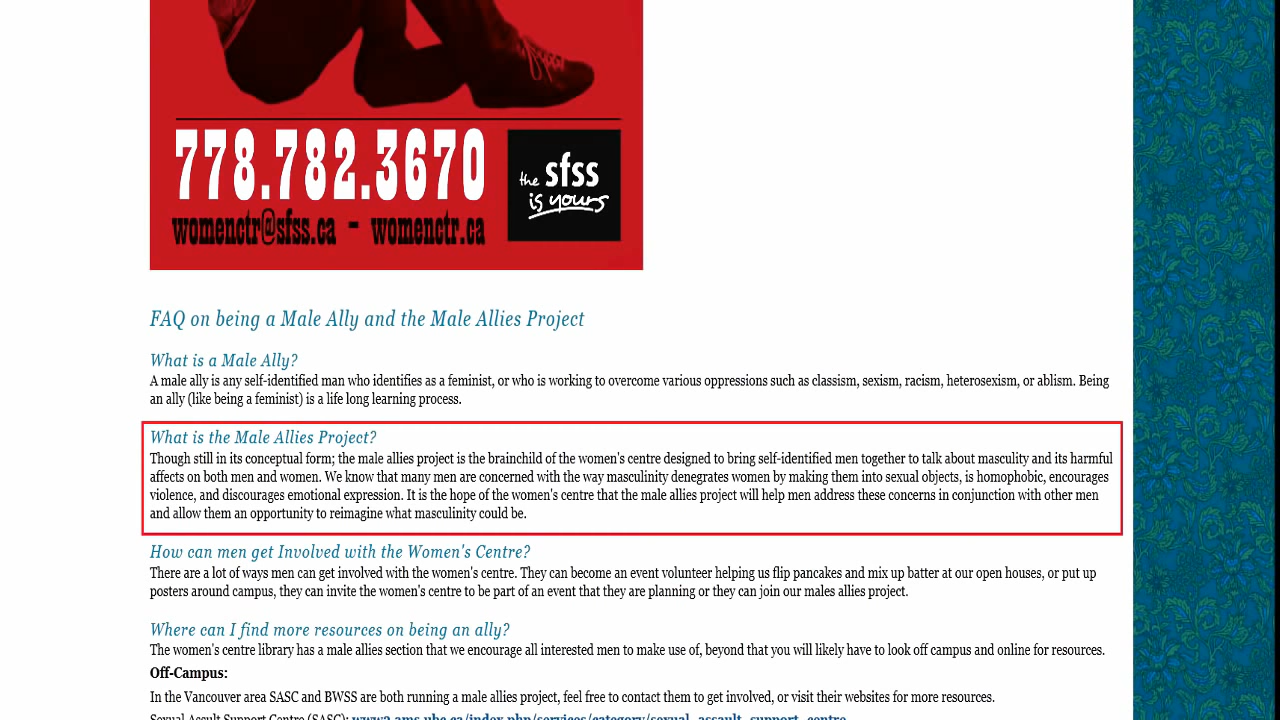 778.782.3670
the sfss
is yours
womenctr@sfss.ca - womenctr.ca
FAQ on being a Male Ally and the Male Allies Project
What is a Male Ally?
A male ally is any self-identified man who identifies as a feminist, or who is working to overcome various oppressions such as classism, sexism, racism, heterosexism, or ablism. Being
an ally (like being a feminist) is a life long learning process.
What is the Male Allies Project?
Though still in its conceptual form; the male allies project is the brainchild of the women's centre designed to bring self-identified men together to talk about masculity and its harmful
affects on both men and women. We know that many men are concerned with the way masculinity denegrates women by making them into sexual objects, is homophobic, encourages
violence, and discourages emotional expression. It is the hope of the women's centre that the male allies project will help men address these concerns in conjunction with other men
and allow them an opportunity to reimagine what masculinity could be.
How can men get Involved with the Women's Centre?
There are a lot of ways men can get involved with the women's centre. They can become an event volunteer helping us flip pancakes and mix up batter at our open houses, or put up
posters around campus, they can invite the women's centre to be part of an event that they are planning or they can join our males allies project.
Where can I find more resources on being an ally?
The women's centre library has a male allies section that we encourage all interested men to make use of, beyond that you will likely have to look off campus and online for resources.
Off-Campus:
In the Vancouver area SASC and BWSS are both running a male allies project, feel free to contact them to get involved, or visit their websites for more resources.
Sexual Assult Support Centre (SASC): www2.ams.ubc.ca/index.php/services/category/sexual_assault_support_centre